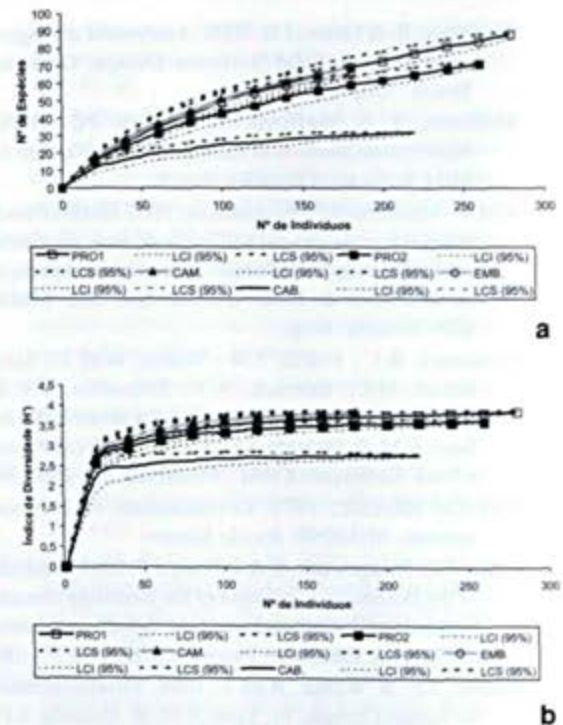 100
90
80
70
60
50
40
30
20
10
0
Nº de Espécies
0 50 100 150 200 250 300
Nº de Indivíduos
PRO1 LCI (95%) LCS (95%) PRO2 LCI (95%)
LCS (95%) CAM. LCI (95%) LCS (95%) EMB.
LCI (95%) LCS (95%) CAB. LCI (95%) LCS (95%)
a
4,5
4
3,5
3
2,5
2
1,5
1
0,5
0
Índice de Diversidade (H')
0 50 100 150 200 250 300
Nº de Indivíduos
PRO1 LCI (95%) LCS (95%) PRO2 LCI (95%)
LCS (95%) CAM. LCI (95%) LCS (95%) EMB.
LCI (95%) LCS (95%) CAB. LCI (95%) LCS (95%)
b